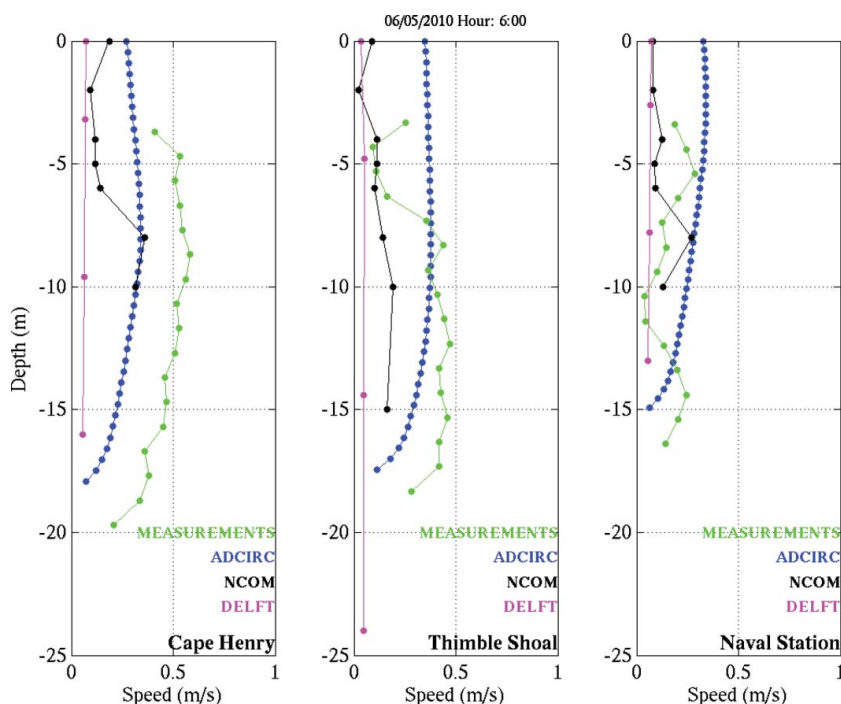 06/05/2010 Hour: 6:00
Depth (m)
0
-5
-10
-15
-20
-25
MEASUREMENTS
ADCIRC
NCOM
DELFT
Cape Henry
0 0.5 1
Speed (m/s)
0
-5
-10
-15
-20
-25
MEASUREMENTS
ADCIRC
NCOM
DELFT
Thimble Shoal
0 0.5 1
Speed (m/s)
0
-5
-10
-15
-20
-25
MEASUREMENTS
ADCIRC
NCOM
DELFT
Naval Station
0 0.5 1
Speed (m/s)